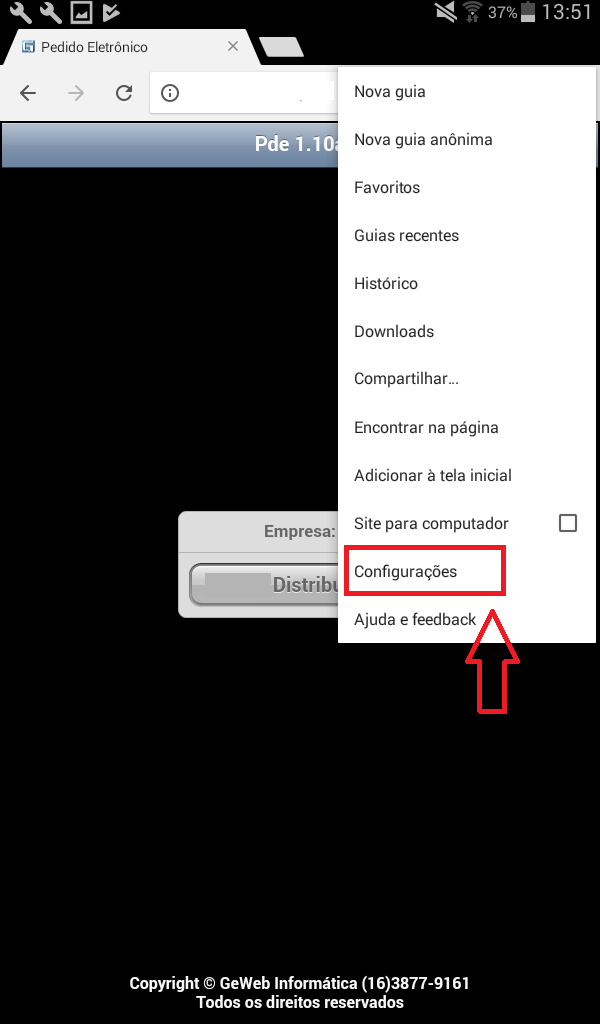 37% 13:51
Pedido Eletrônico
Pde 1.10
Nova guia
Nova guia anônima
Favoritos
Guias recentes
Histórico
Downloads
Compartilhar...
Encontrar na página
Adicionar à tela inicial
Site para computador
Configurações
Ajuda e feedback
Empresa:
Distribu
Copyright © GeWeb Informática (16)3877-9161
Todos os direitos reservados